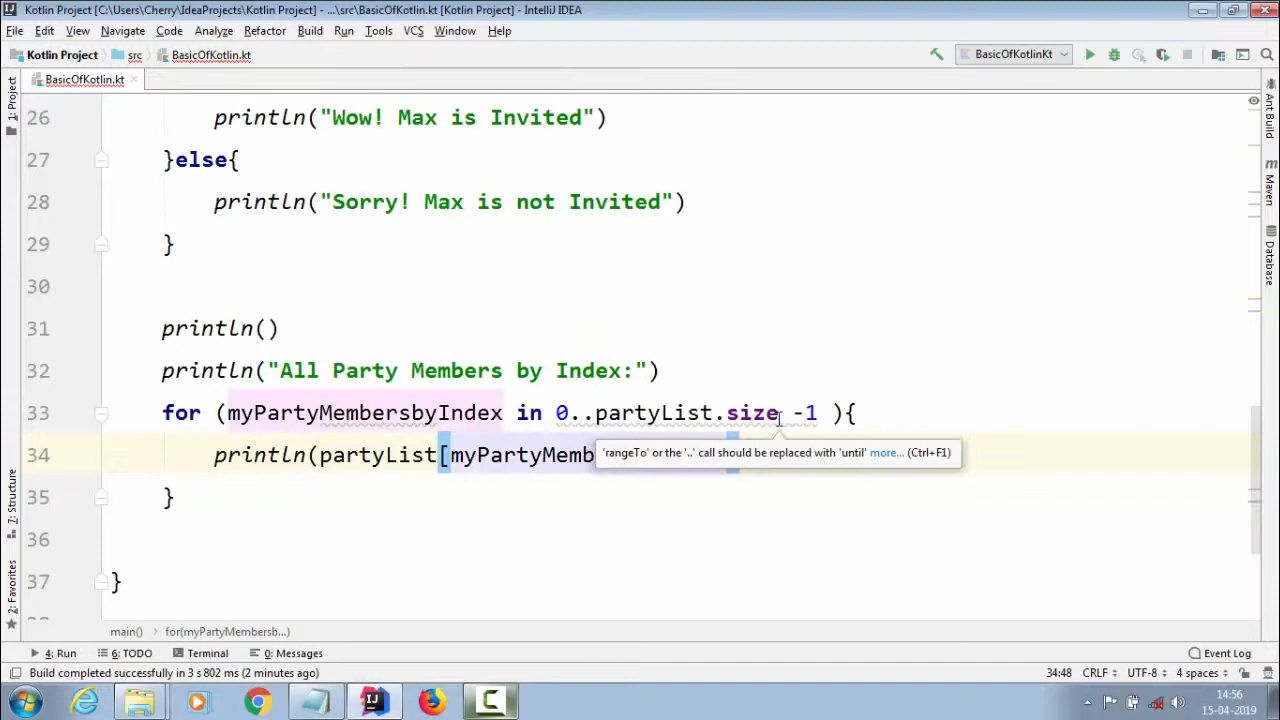 Kotlin Project [C:\Users\Cherry\IdeaProjects\Kotlin Project] - ...\src\BasicOfKotlin.kt [Kotlin Project] - IntelliJ IDEA
File Edit View Navigate Code Analyze Refactor Build Run Tools VCS Window Help
Kotlin Project src BasicOfKotlin.kt BasicOfKotlinKt
BasicOfKotlin.kt
1: Project
7: Structure
2: Favorites
Ant Build
Maven
Database
26 println("Wow! Max is Invited")
27 }else{
28 println("Sorry! Max is not Invited")
29 }
30
31 println()
32 println("All Party Members by Index:")
33 for (myPartyMembersbyIndex in 0..partyList.size -1 ){
34 println(partyList[myPartyMemb
'rangeTo' or the '..' call should be replaced with 'until' more... (Ctrl+F1)
35 }
36
37 }
main() for(myPartyMembersb...)
4: Run 6: TODO Terminal 0: Messages Event Log
Build completed successfully in 3 s 802 ms (2 minutes ago) 34:48 CRLF UTF-8 4 spaces
14:56
15-04-2019